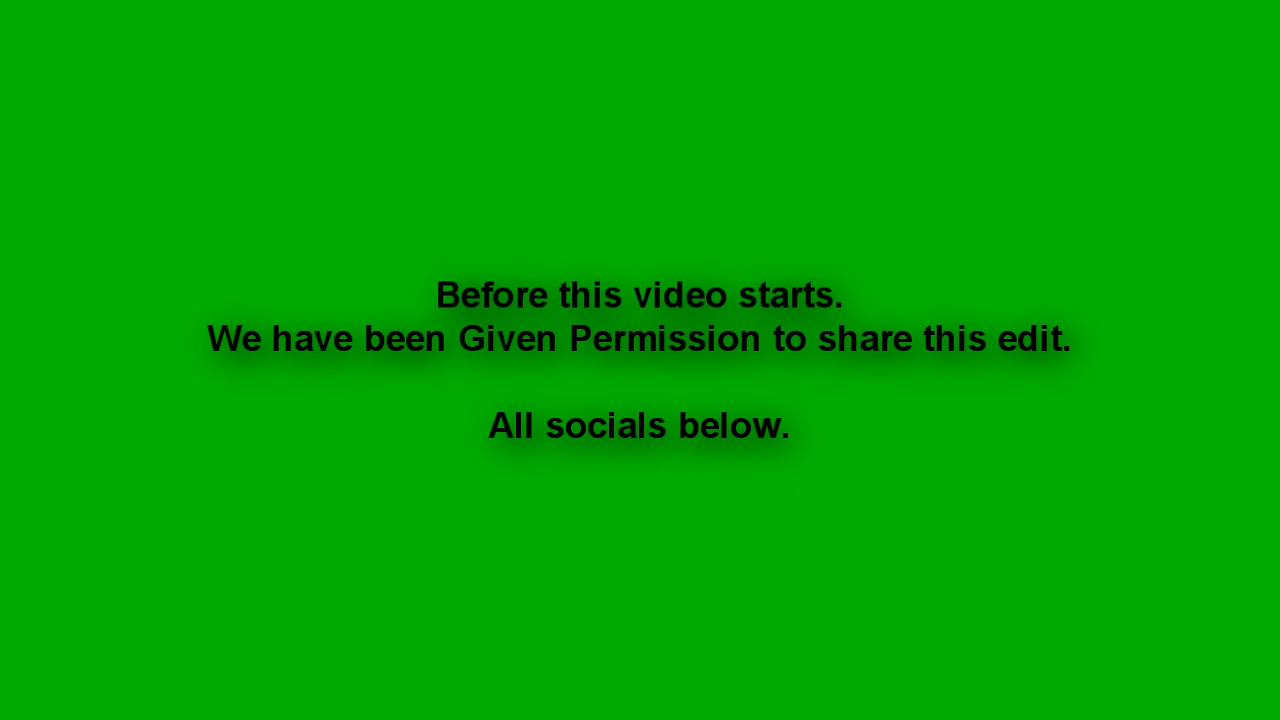 Before this video starts.
We have been Given Permission to share this edit.
All socials below.